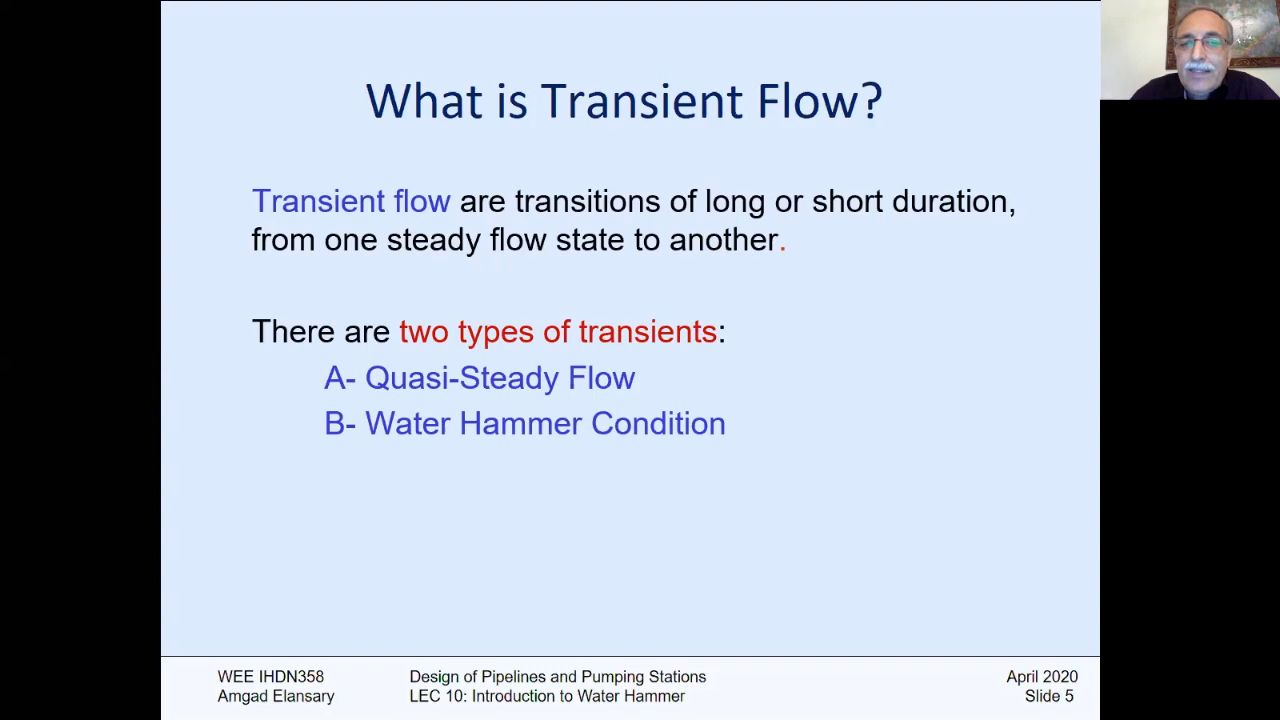 What is Transient Flow?
Transient flow are transitions of long or short duration,
from one steady flow state to another.
There are two types of transients:
A- Quasi-Steady Flow
B- Water Hammer Condition
WEE IHDN358
Amgad Elansary
Design of Pipelines and Pumping Stations
LEC 10: Introduction to Water Hammer
April 2020
Slide 5